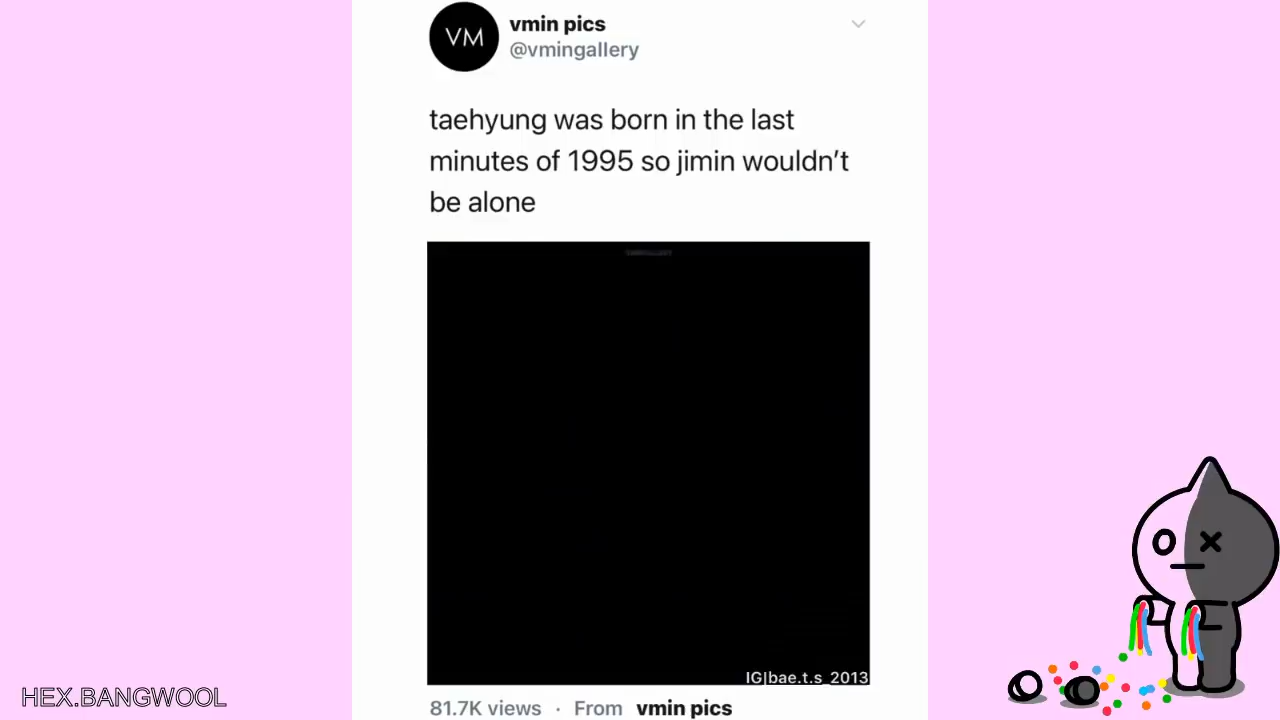 VM
vmin pics
@vmingallery
taehyung was born in the last
minutes of 1995 so jimin wouldn’t
be alone
IG|bae.t.s_2013
81.7K views · From vmin pics
HEX.BANGWOOL